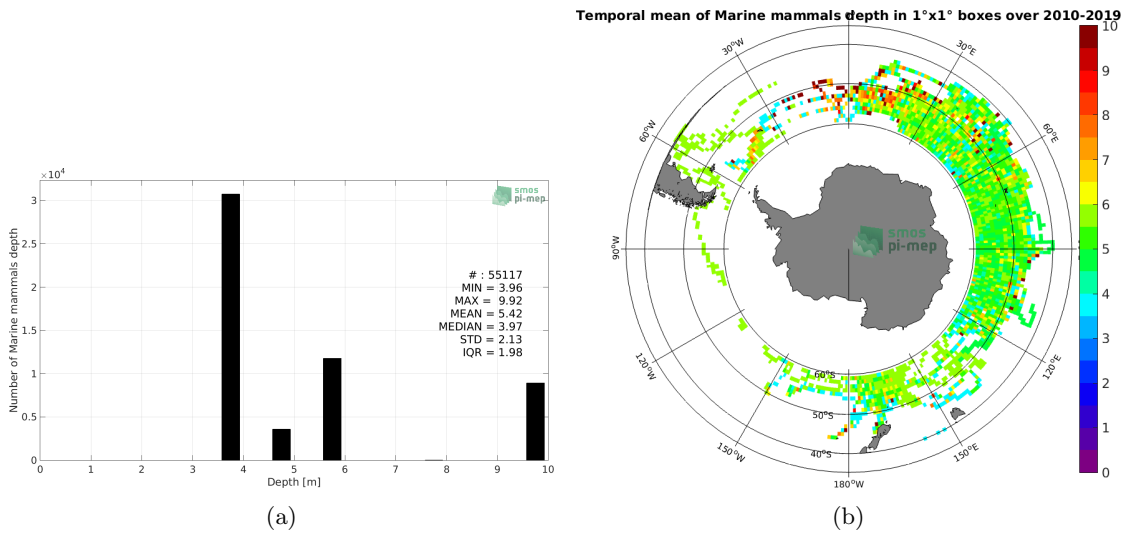 ×10⁴
3
2.5
2
1.5
1
0.5
0
Number of Marine mammals depth
0 1 2 3 4 5 6 7 8 9 10
Depth [m]
smos
pi-mep
# : 55117
MIN = 3.96
MAX = 9.92
MEAN = 5.42
MEDIAN = 3.97
STD = 2.13
IQR = 1.98
(a)
Temporal mean of Marine mammals depth in 1°x1° boxes over 2010-2019
0°
30°W
30°E
60°W
60°E
90°W
120°W
120°E
150°W
150°E
180°W
60°S
50°S
40°S
smos
pi-mep
10
9
8
7
6
5
4
3
2
1
0
(b)